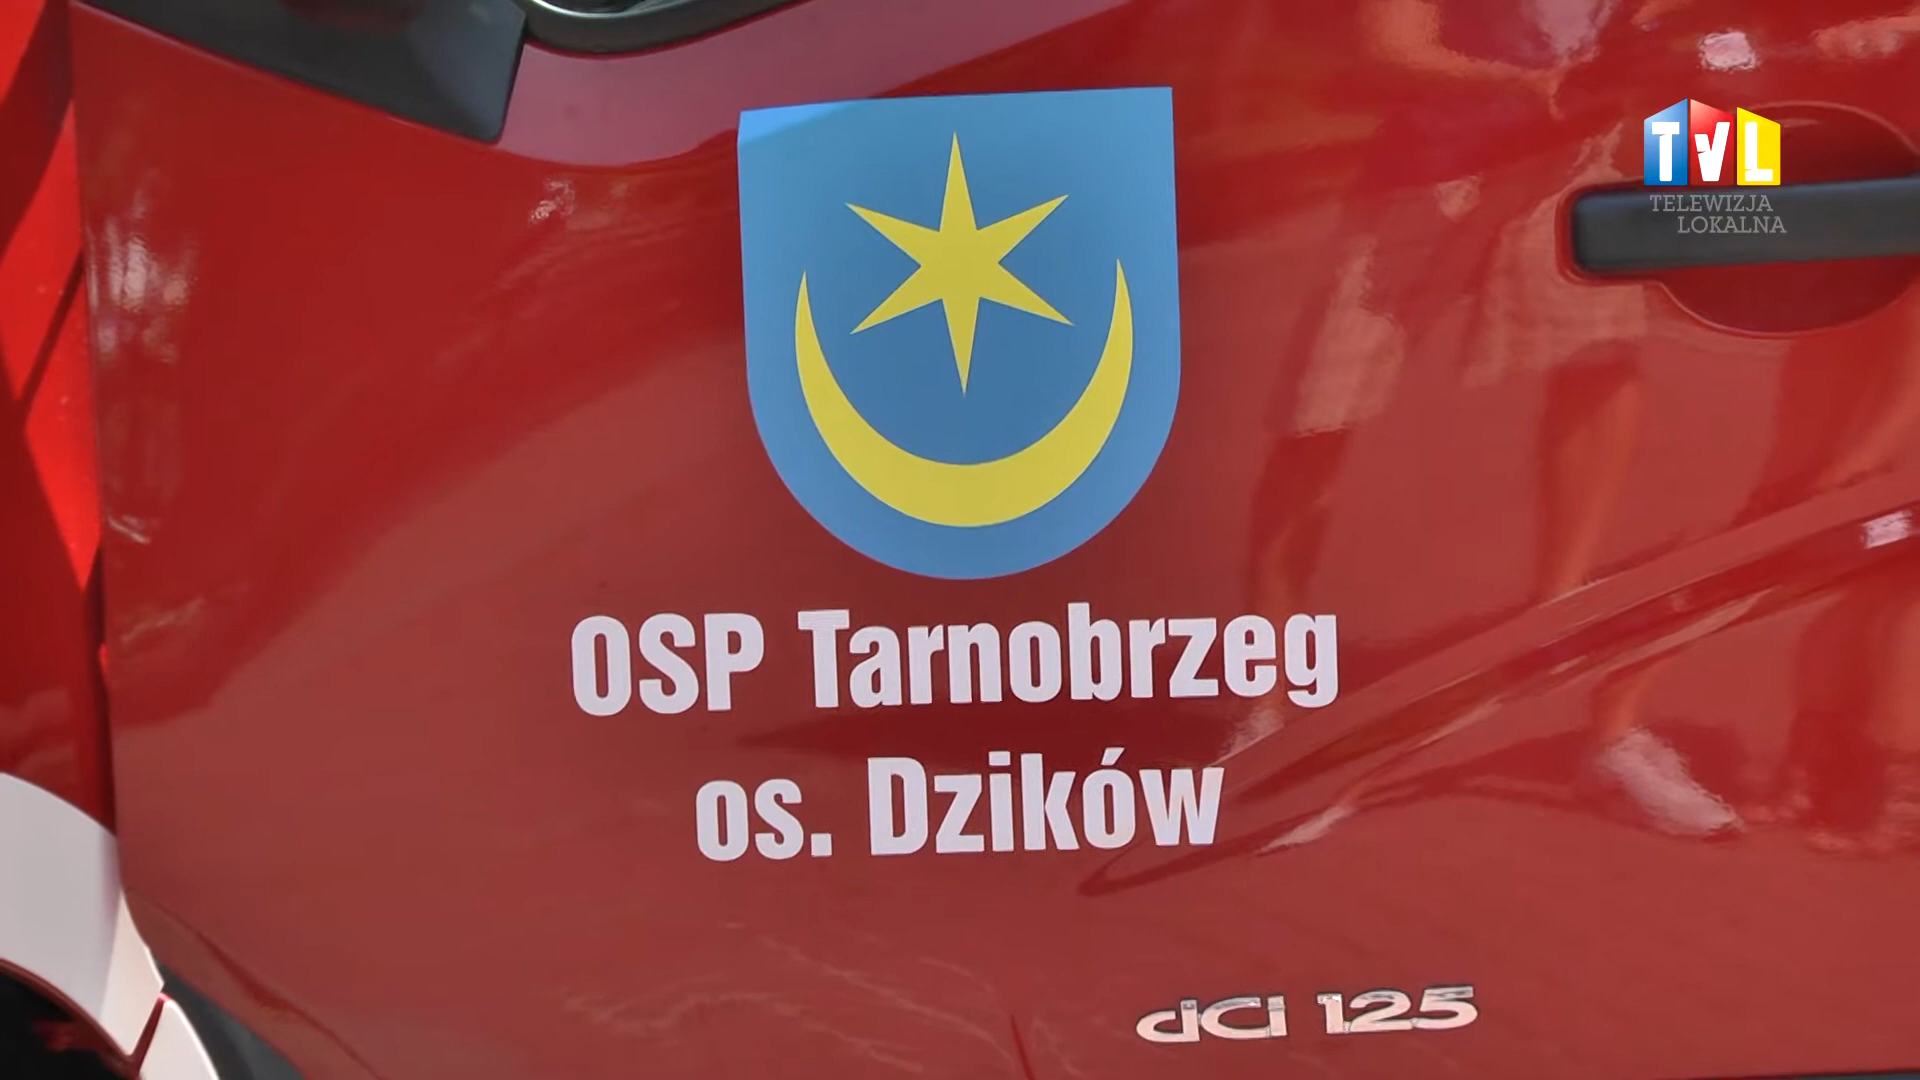 TVL
TELEWIZJA
LOKALNA
OSP Tarnobrzeg
os. Dzików
dCi 125